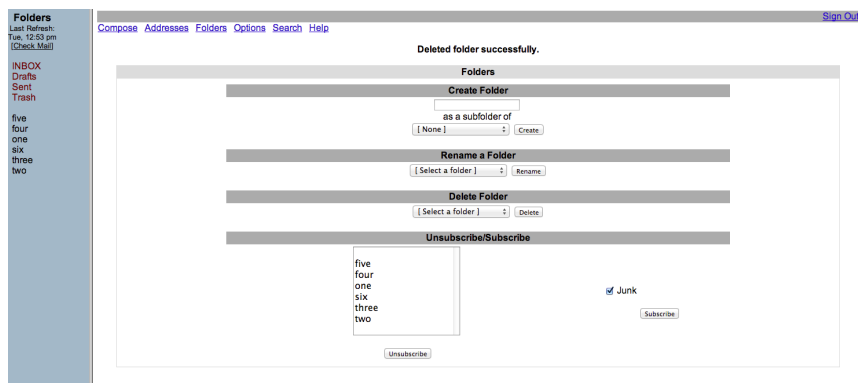 Folders
Last Refresh:
Tue, 12:53 pm
[Check Mail]
INBOX
Drafts
Sent
Trash
five
four
one
six
three
two
Sign Out
Compose Addresses Folders Options Search Help
Deleted folder successfully.
Folders
Create Folder
as a subfolder of
[ None ] Create
Rename a Folder
[ Select a folder ] Rename
Delete Folder
[ Select a folder ] Delete
Unsubscribe/Subscribe
five
four
one
six
three
two
Unsubscribe
Junk
Subscribe